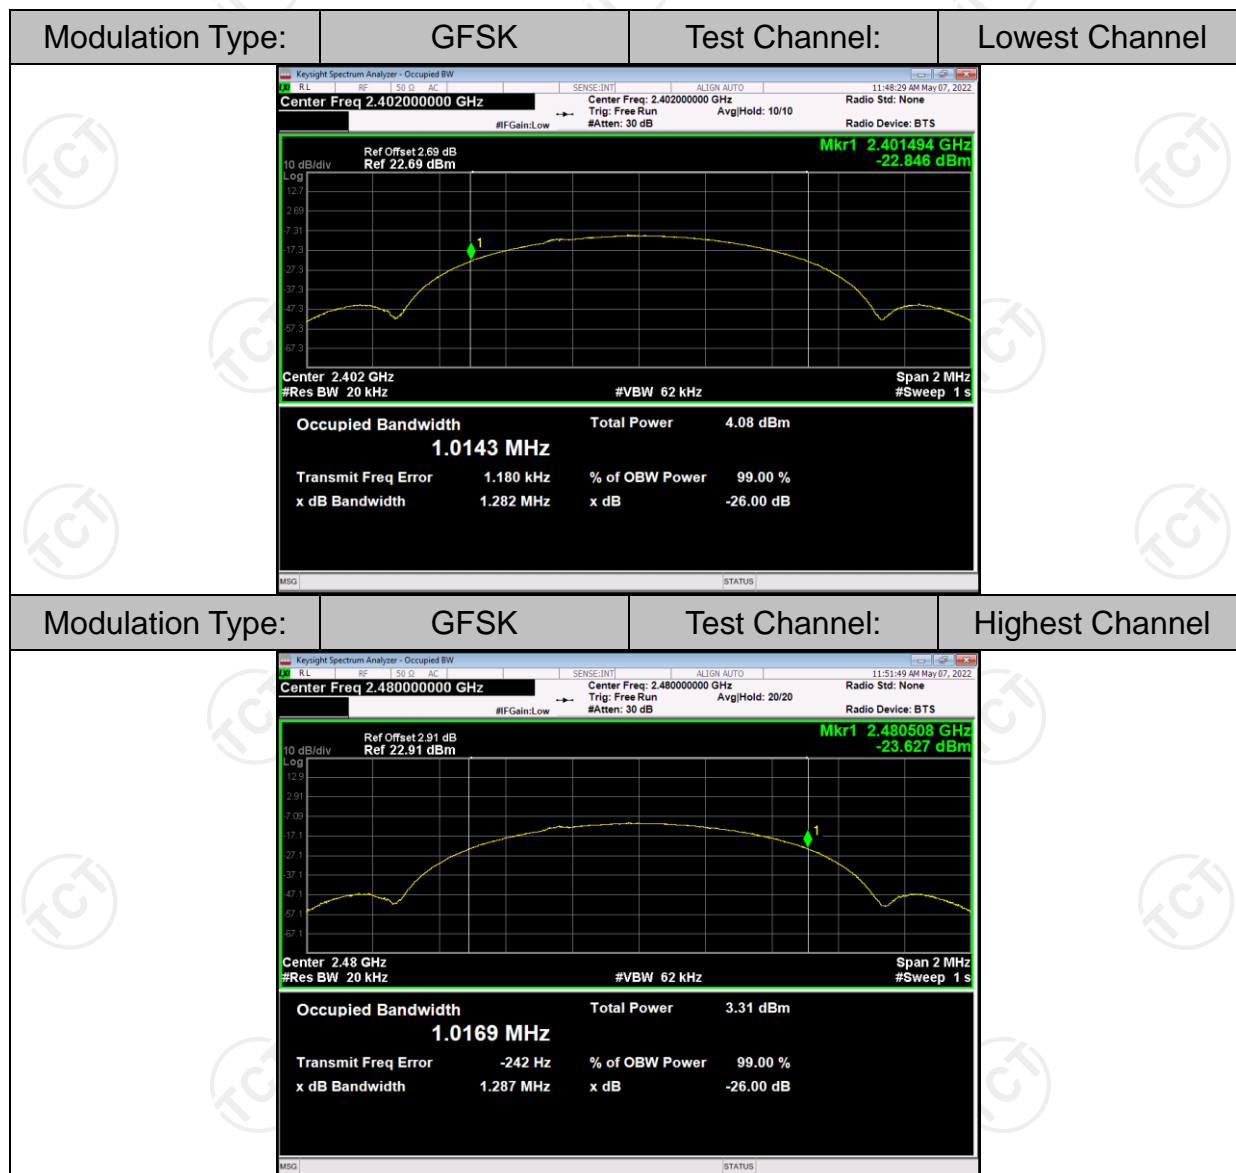 Modulation Type: GFSK Test Channel: Lowest Channel
Keysight Spectrum Analyzer - Occupied BW
RL RF 50 Ω AC SENSE:INT ALIGN AUTO 11:48:29 AM May 07, 2022
Center Freq 2.402000000 GHz Center Freq: 2.402000000 GHz Radio Std: None
Trig: Free Run Avg|Hold: 10/10
#IFGain:Low #Atten: 30 dB Radio Device: BTS
Mkr1 2.401494 GHz
Ref Offset 2.69 dB
10 dB/div Ref 22.69 dBm -22.846 dBm
Log
12.7
2.69
-7.31
1
-17.3
-27.3
-37.3
-47.3
-57.3
-67.3
Center 2.402 GHz Span 2 MHz
#Res BW 20 kHz #VBW 62 kHz #Sweep 1 s
Occupied Bandwidth Total Power 4.08 dBm
1.0143 MHz
Transmit Freq Error 1.180 kHz % of OBW Power 99.00 %
x dB Bandwidth 1.282 MHz x dB -26.00 dB
MSG STATUS
Modulation Type: GFSK Test Channel: Highest Channel
Keysight Spectrum Analyzer - Occupied BW
RL RF 50 Ω AC SENSE:INT ALIGN AUTO 11:51:49 AM May 07, 2022
Center Freq 2.480000000 GHz Center Freq: 2.480000000 GHz Radio Std: None
Trig: Free Run Avg|Hold: 20/20
#IFGain:Low #Atten: 30 dB Radio Device: BTS
Mkr1 2.480508 GHz
Ref Offset 2.91 dB
10 dB/div Ref 22.91 dBm -23.627 dBm
Log
12.9
2.91
-7.09
1
-17.1
-27.1
-37.1
-47.1
-57.1
-67.1
Center 2.48 GHz Span 2 MHz
#Res BW 20 kHz #VBW 62 kHz #Sweep 1 s
Occupied Bandwidth Total Power 3.31 dBm
1.0169 MHz
Transmit Freq Error -242 Hz % of OBW Power 99.00 %
x dB Bandwidth 1.287 MHz x dB -26.00 dB
MSG STATUS
TCT
TCT
TCT
TCT
TCT
TCT
TCT
TCT
TCT
TCT
TCT
TCT